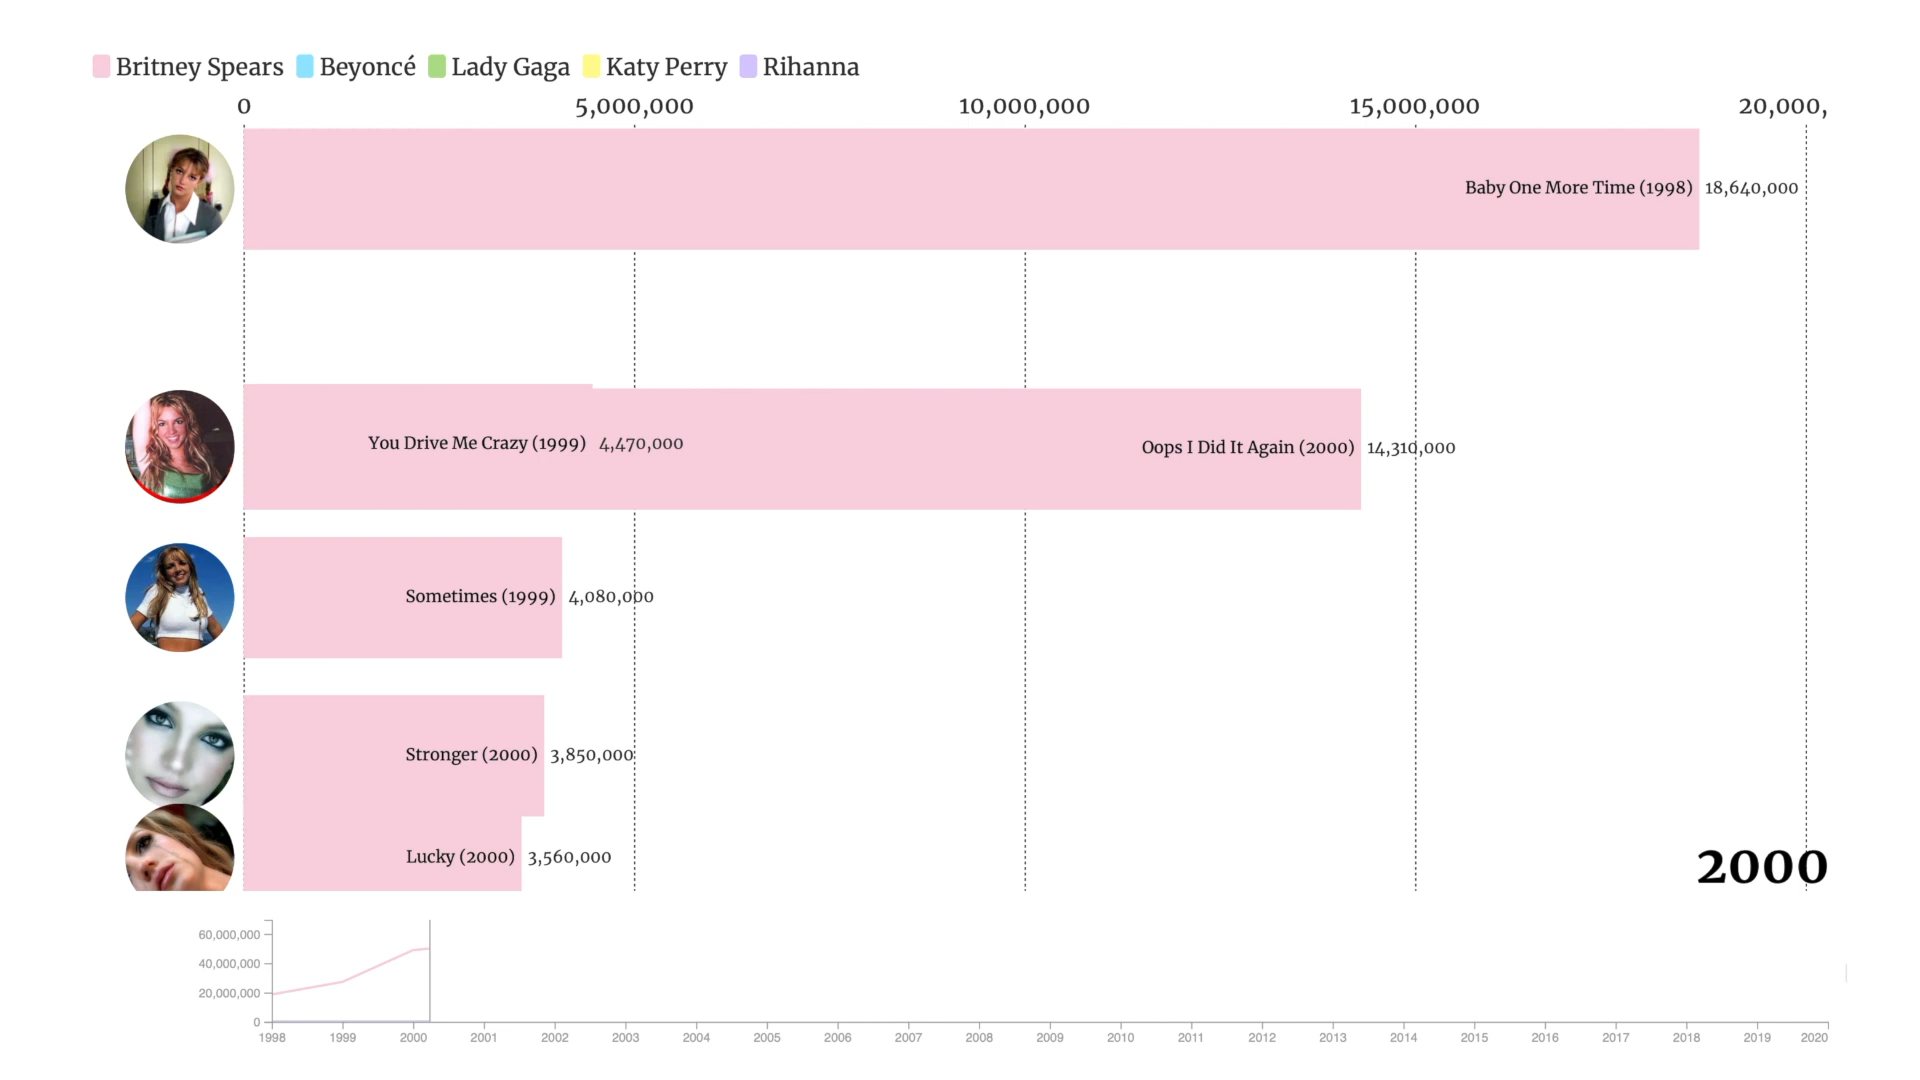 Britney Spears Beyoncé Lady Gaga Katy Perry Rihanna
0 5,000,000 10,000,000 15,000,000 20,000,
Baby One More Time (1998) 18,640,000
You Drive Me Crazy (1999) 4,470,000 Oops I Did It Again (2000) 14,310,000
Sometimes (1999) 4,080,000
Stronger (2000) 3,850,000
Lucky (2000) 3,560,000
2000
60,000,000
40,000,000
20,000,000
0
1998 1999 2000 2001 2002 2003 2004 2005 2006 2007 2008 2009 2010 2011 2012 2013 2014 2015 2016 2017 2018 2019 2020